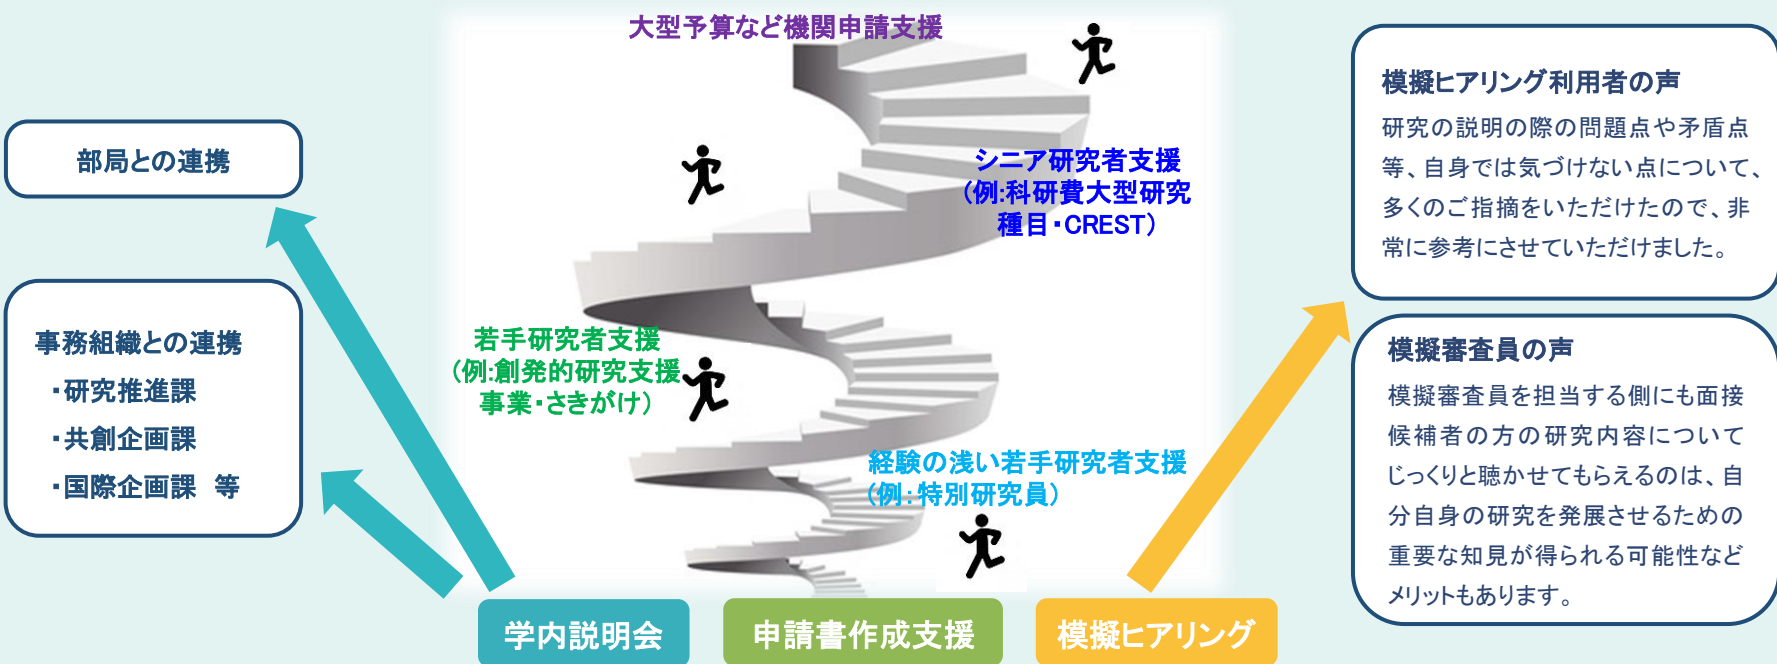 大型予算など機関申請支援
部局との連携
事務組織との連携
・研究推進課
・共創企画課
・国際企画課 等
シニア研究者支援
(例:科研費大型研究
種目・CREST)
若手研究者支援
(例:創発的研究支援
事業・さきがけ)
経験の浅い若手研究者支援
(例:特別研究員)
学内説明会
申請書作成支援
模擬ヒアリング
模擬ヒアリング利用者の声
研究の説明の際の問題点や矛盾点
等、自身では気づけない点について、
多くのご指摘をいただけたので、非
常に参考にさせていただけました。
模擬審査員の声
模擬審査員を担当する側にも面接
候補者の方の研究内容について
じっくりと聴かせてもらえるのは、自
分自身の研究を発展させるための
重要な知見が得られる可能性など
メリットもあります。